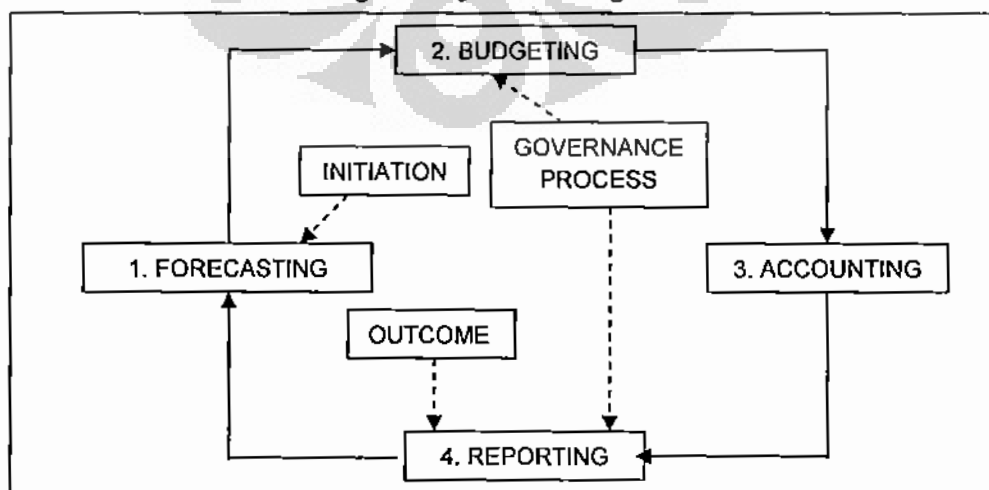 2. BUDGETING
GOVERNANCE
PROCESS
INITIATION
1. FORECASTING
3. ACCOUNTING
OUTCOME
4. REPORTING